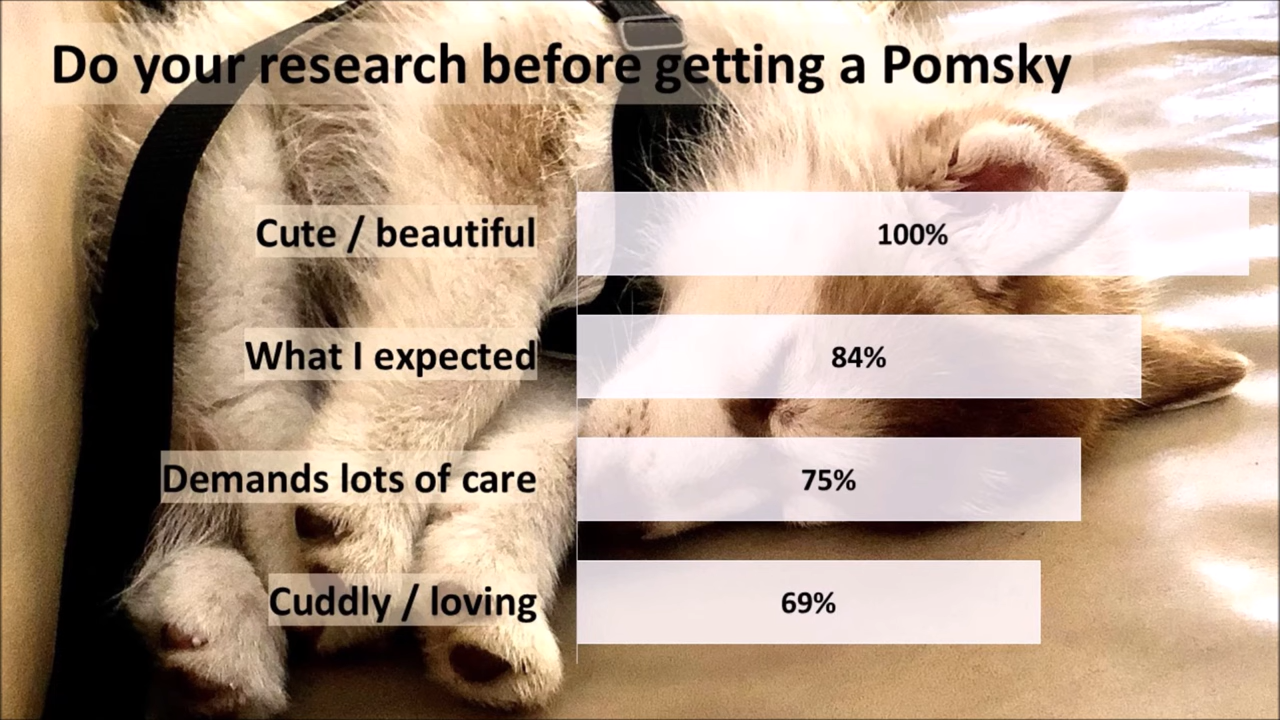 Do your research before getting a Pomsky
Cute / beautiful 100%
What I expected 84%
Demands lots of care 75%
Cuddly / loving 69%